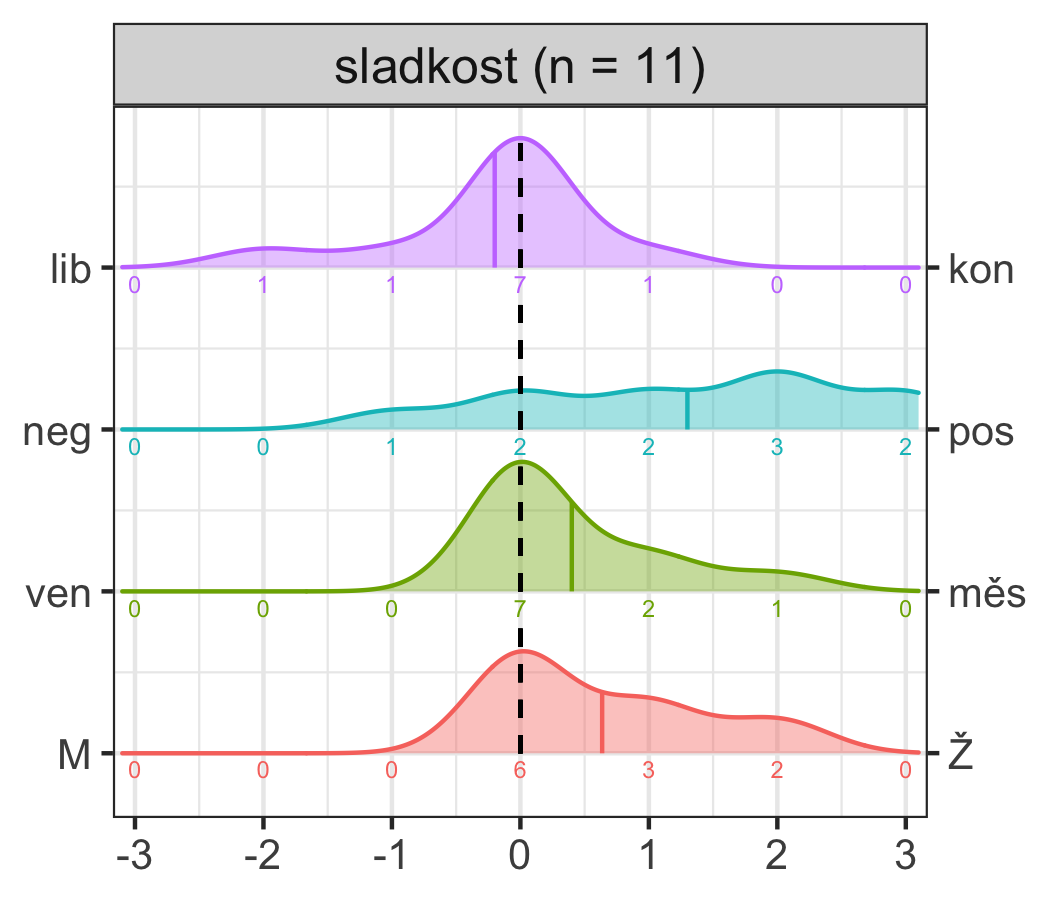 sladkost (n = 11)
lib kon
0 1 1 7 1 0 0
neg pos
0 0 1 2 2 3 2
ven měs
0 0 0 7 2 1 0
M Ž
0 0 0 6 3 2 0
-3 -2 -1 0 1 2 3